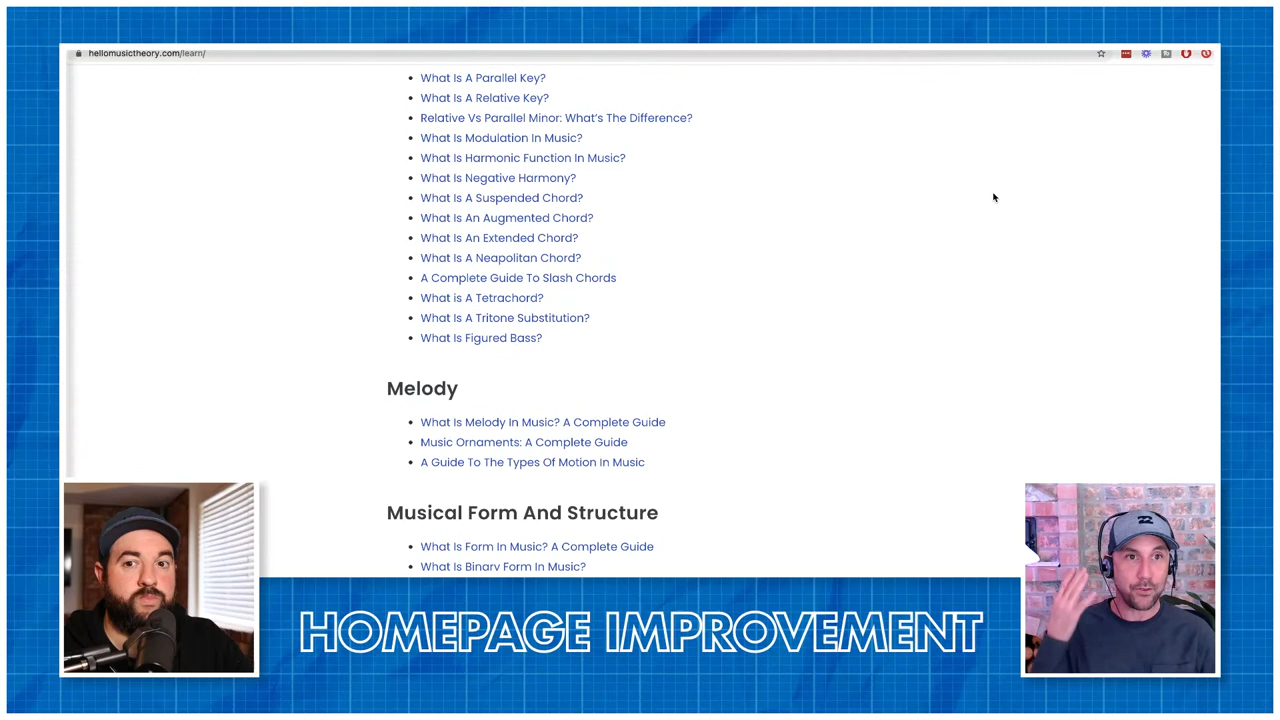 hellomusictheory.com/learn/
What Is A Parallel Key?
What Is A Relative Key?
Relative Vs Parallel Minor: What's The Difference?
What Is Modulation In Music?
What Is Harmonic Function In Music?
What Is Negative Harmony?
What Is A Suspended Chord?
What Is An Augmented Chord?
What Is An Extended Chord?
What Is A Neapolitan Chord?
A Complete Guide To Slash Chords
What is A Tetrachord?
What Is A Tritone Substitution?
What Is Figured Bass?
Melody
What Is Melody In Music? A Complete Guide
Music Ornaments: A Complete Guide
A Guide To The Types Of Motion In Music
Musical Form And Structure
What Is Form In Music? A Complete Guide
What Is Binary Form In Music?
HOMEPAGE IMPROVEMENT